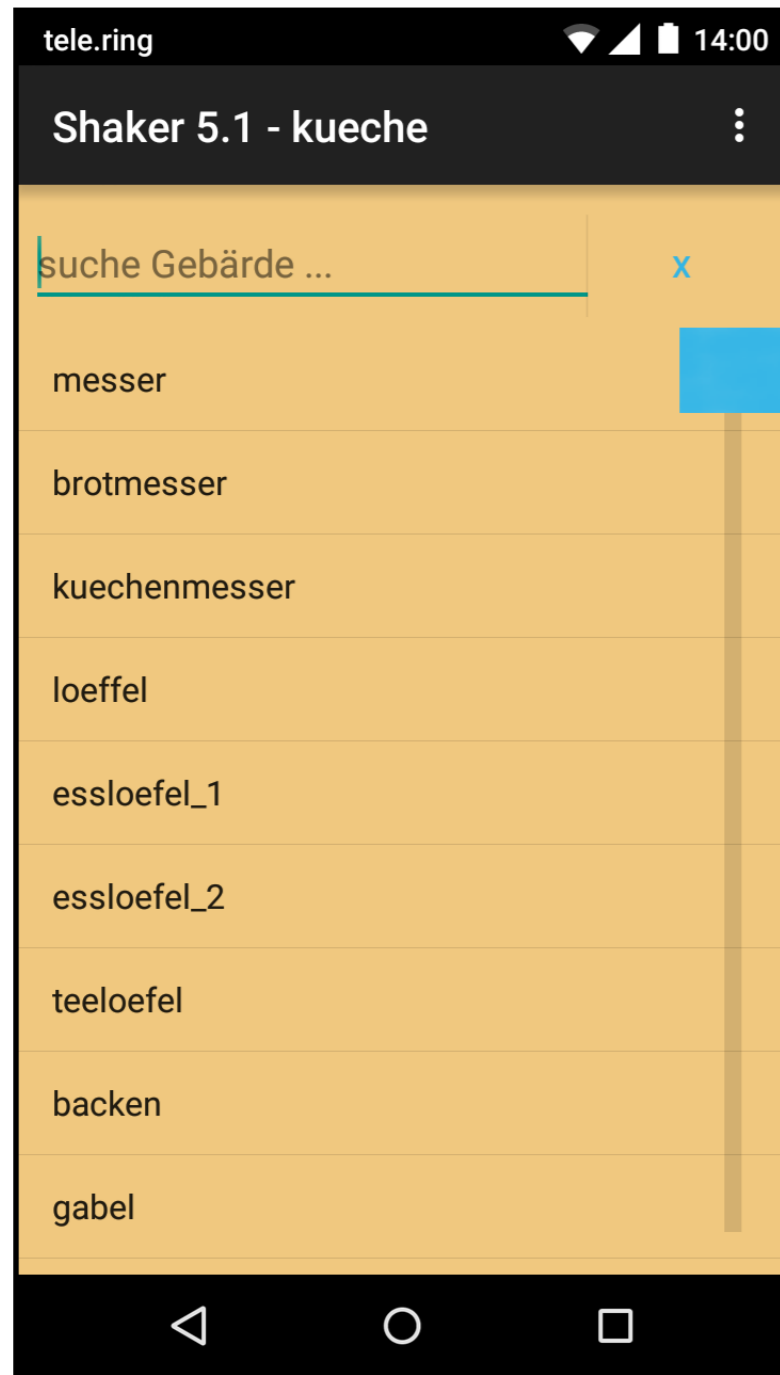 tele.ring 14:00
Shaker 5.1 - kueche
suche Gebärde ... x
messer
brotmesser
kuechenmesser
loeffel
essloefel_1
essloefel_2
teeloefel
backen
gabel